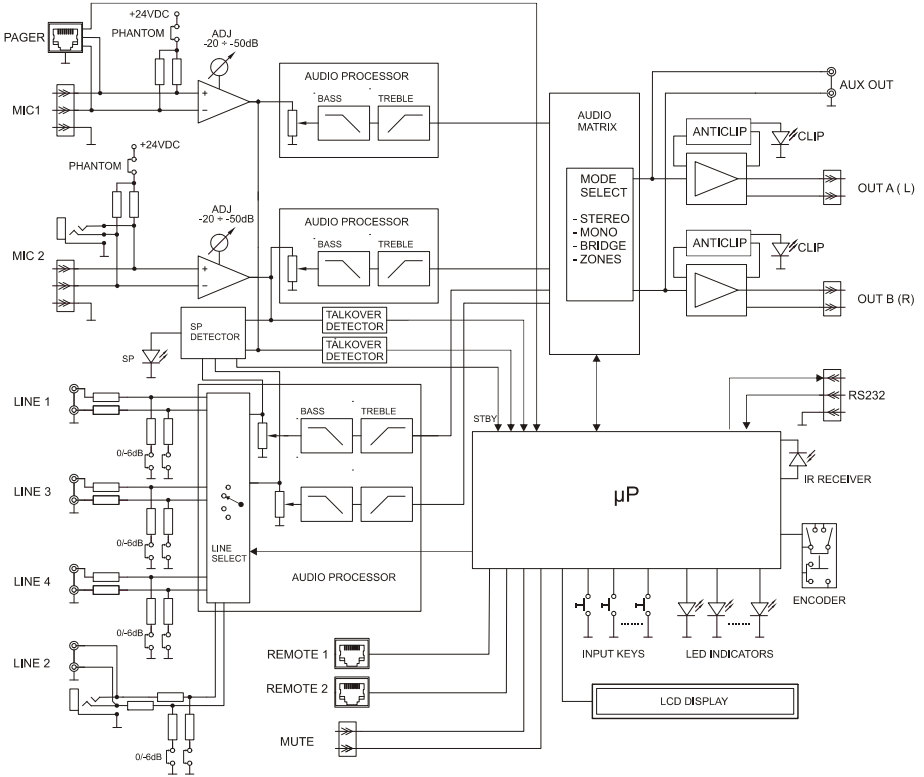 PAGER
+24VDC
PHANTOM
ADJ
-20 ÷ -50dB
AUDIO PROCESSOR
BASS
TREBLE
MIC1
+24VDC
PHANTOM
AUDIO
MATRIX
MODE
SELECT
- STEREO
- MONO
- BRIDGE
- ZONES
AUX OUT
ANTICLIP
CLIP
OUT A ( L)
MIC 2
ADJ
-20 ÷ -50dB
AUDIO PROCESSOR
BASS
TREBLE
ANTICLIP
CLIP
OUT B (R)
SP
DETECTOR
TALKOVER
DETECTOR
TALKOVER
DETECTOR
SP
LINE 1
0/-6dB
BASS
TREBLE
STBY
RS232
LINE 3
0/-6dB
LINE
SELECT
µP
IR RECEIVER
LINE 4
0/-6dB
AUDIO PROCESSOR
ENCODER
LINE 2
0/-6dB
REMOTE 1
REMOTE 2
MUTE
INPUT KEYS
LED INDICATORS
LCD DISPLAY